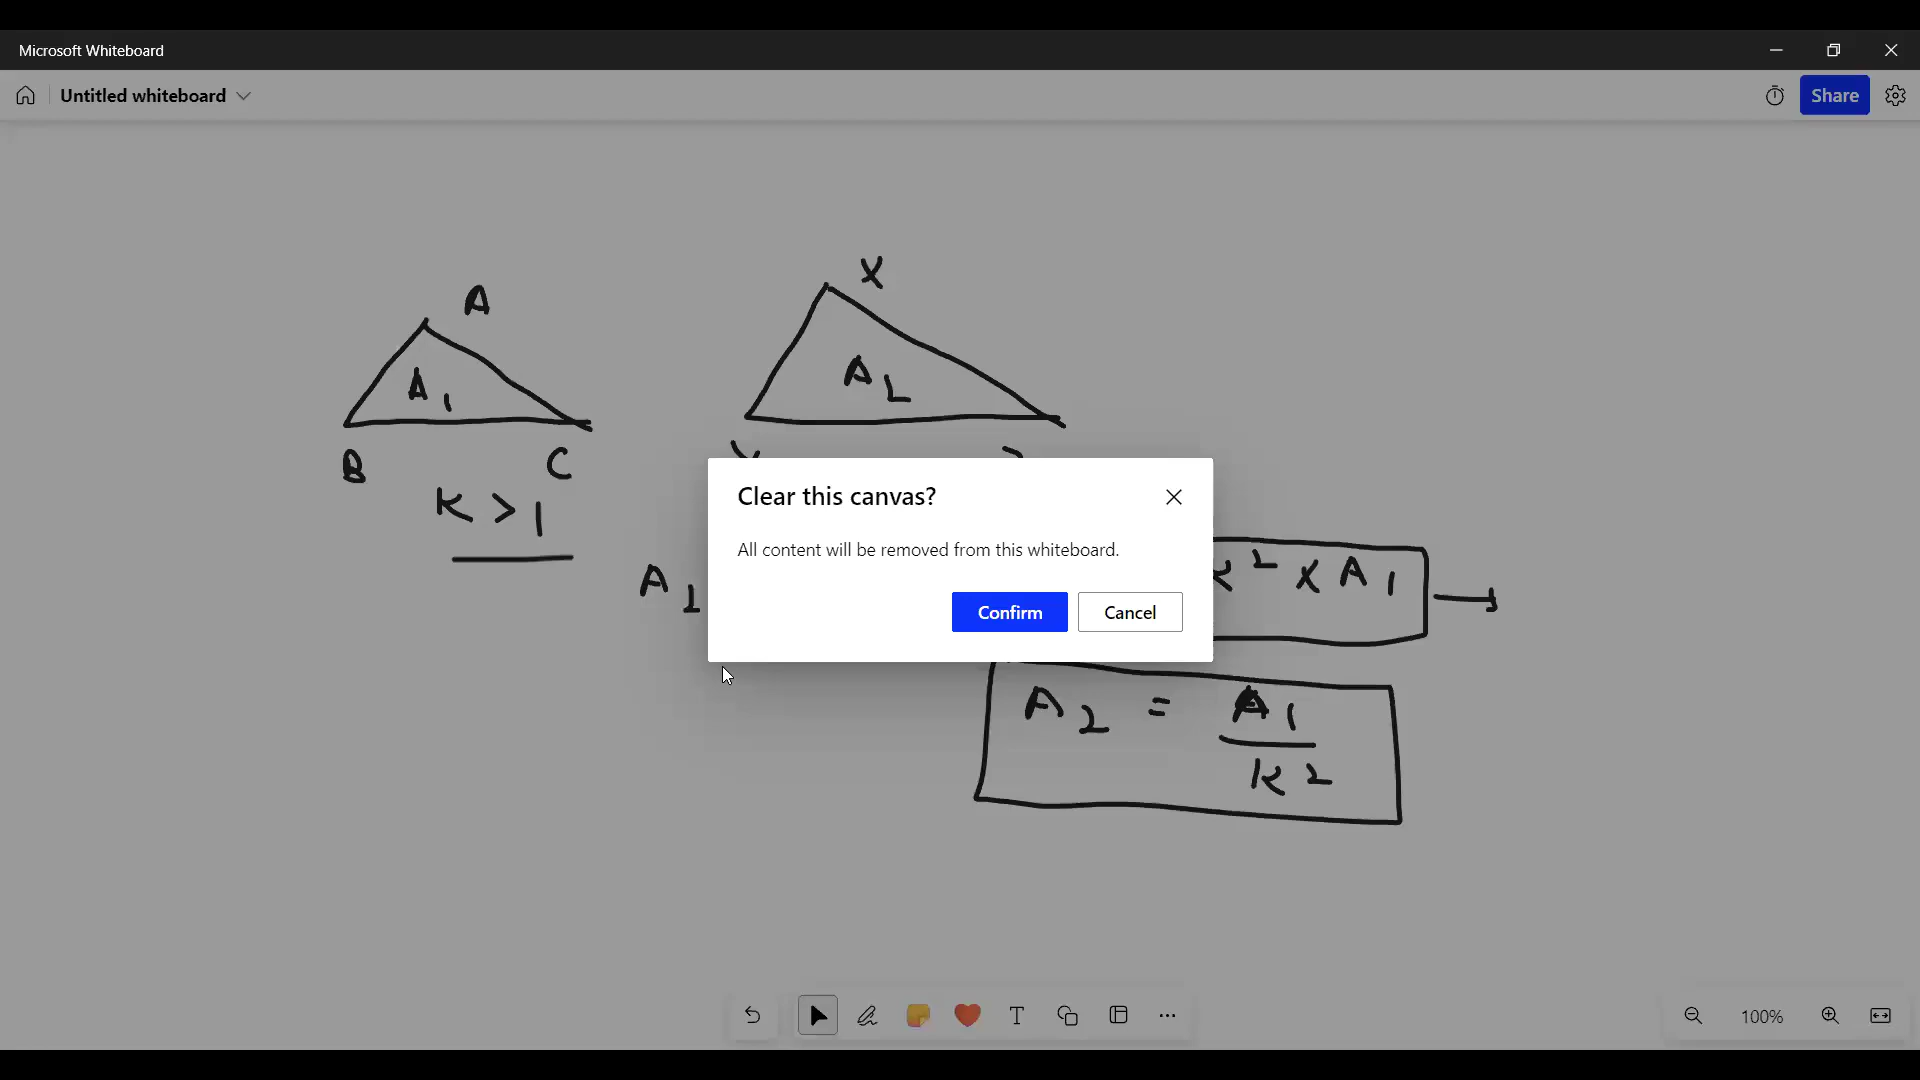 Microsoft Whiteboard
Untitled whiteboard
Share
X
A
A₁
A₂
B
C
K > 1
Clear this canvas?
All content will be removed from this whiteboard.
Confirm
Cancel
A₁
K² x A₁
A₂ = A₁ / K²
100%